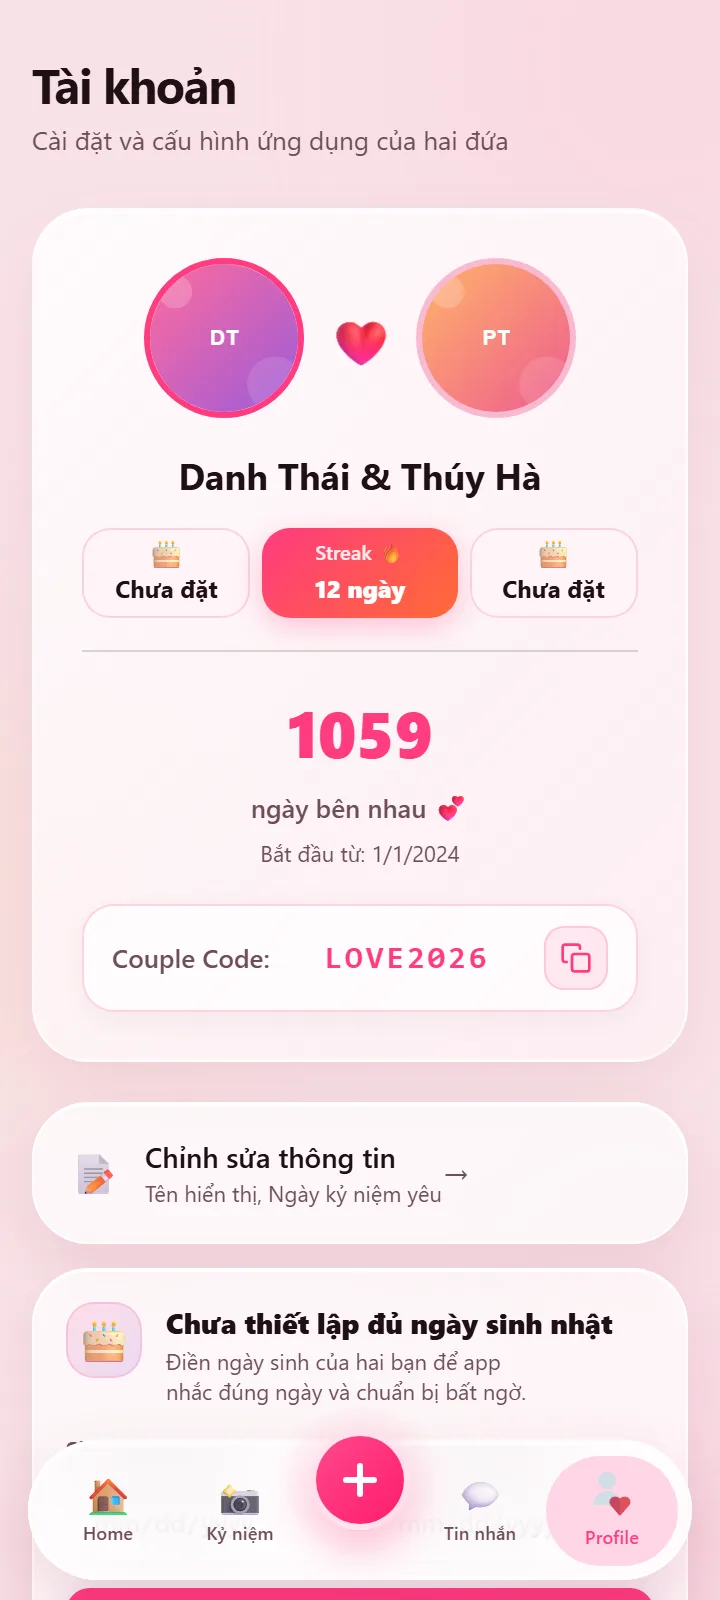 Tài khoản
Cài đặt và cấu hình ứng dụng của hai đứa
DT
PT
Danh Thái & Thúy Hà
Chưa đặt
Streak
12 ngày
Chưa đặt
1059
ngày bên nhau
Bắt đầu từ: 1/1/2024
Couple Code:
LOVE2026
Chỉnh sửa thông tin →
Tên hiển thị, Ngày kỷ niệm yêu
Chưa thiết lập đủ ngày sinh nhật
Điền ngày sinh của hai bạn để app
nhắc đúng ngày và chuẩn bị bất ngờ.
Home
Kỷ niệm
Tin nhắn
Profile